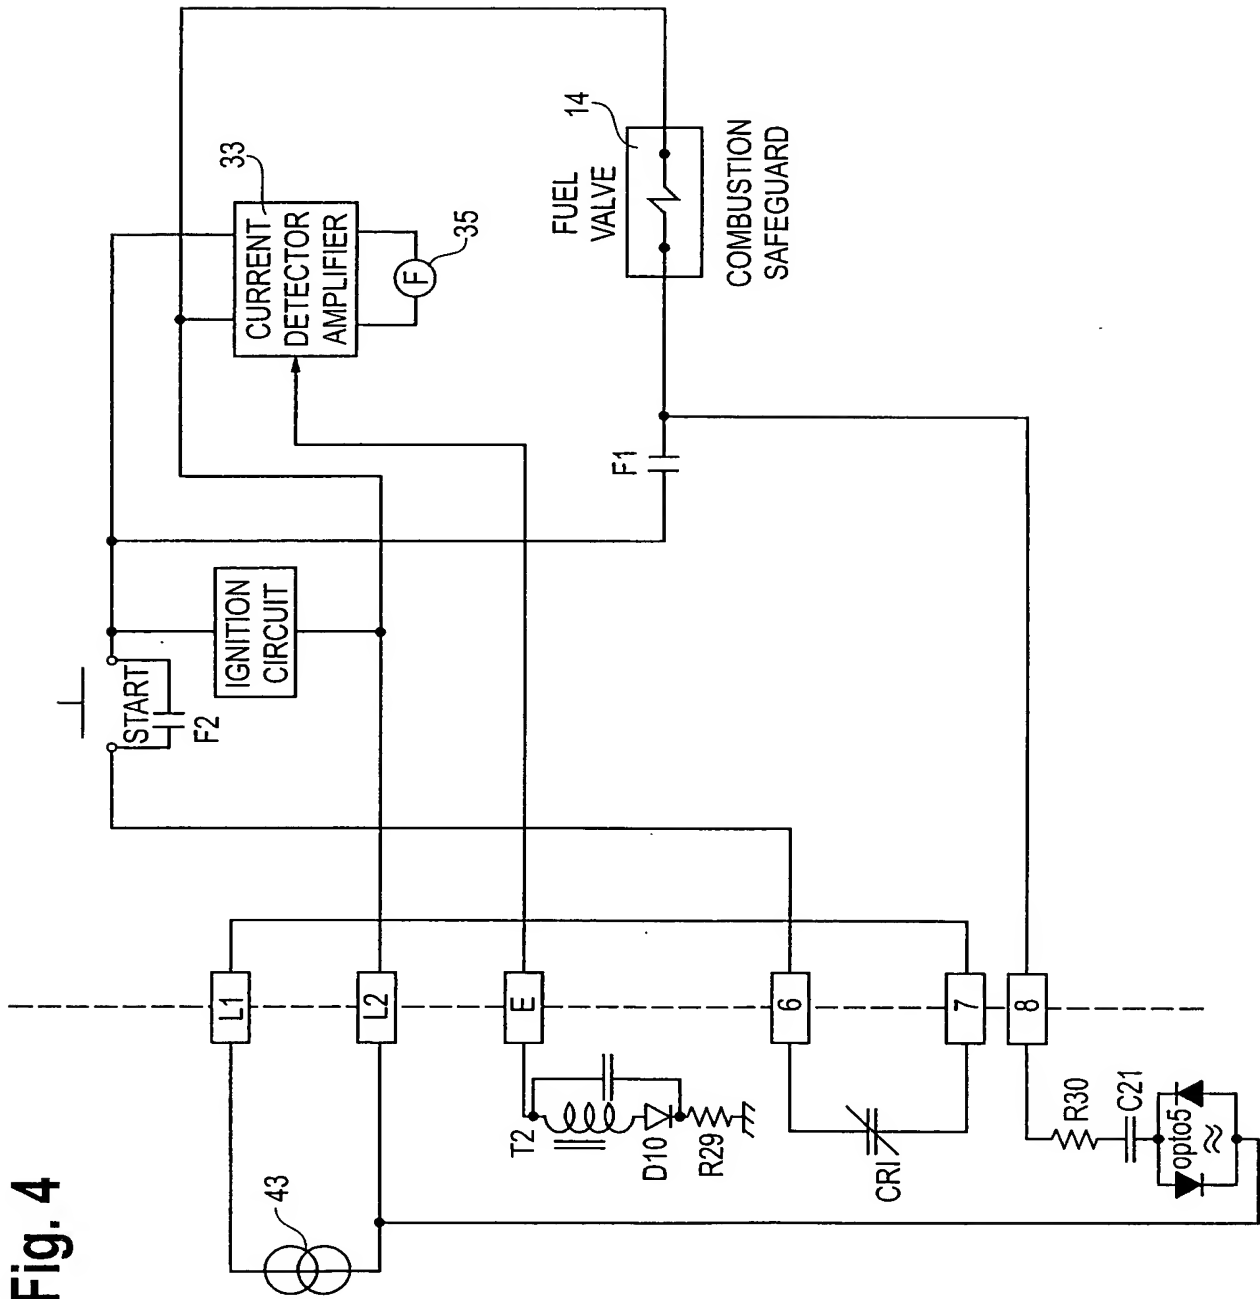 Fig. 4
43
L1
L2
E
6
7
8
T2
D10
R29
CRI
R30
C21
opto5
START
F2
IGNITION
CIRCUIT
33
CURRENT
DETECTOR
AMPLIFIER
F
35
F1
14
FUEL
VALVE
COMBUSTION
SAFEGUARD